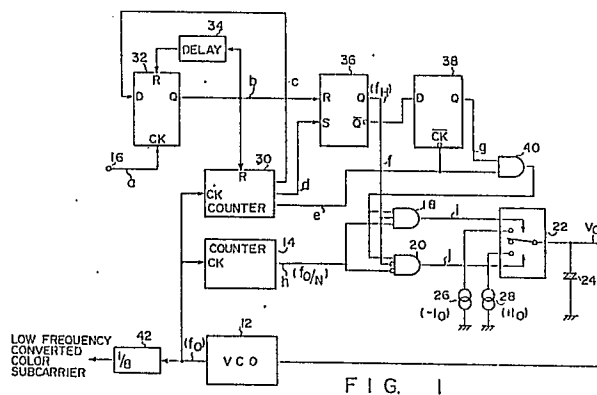 34
DELAY
32
R
D
Q
CK
16
a
b
c
36
(fH)
R
Q
S
Q̅
38
D
Q
C̅K̅
g
40
f
d
e
R
30
CK
COUNTER
18
i
22
VC
COUNTER
14
CK
h
(f0/N)
20
j
24
26
(-I0)
28
(+I0)
12
VCO
(f0)
42
1/8
LOW FREQUENCY
CONVERTED
COLOR
SUBCARRIER
FIG. 1